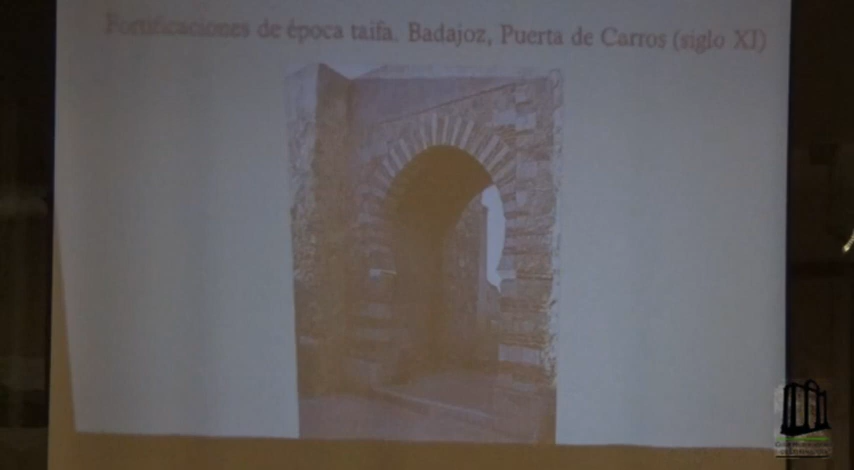 Fortificaciones de época taifa. Badajoz, Puerta de Carros (siglo XI)